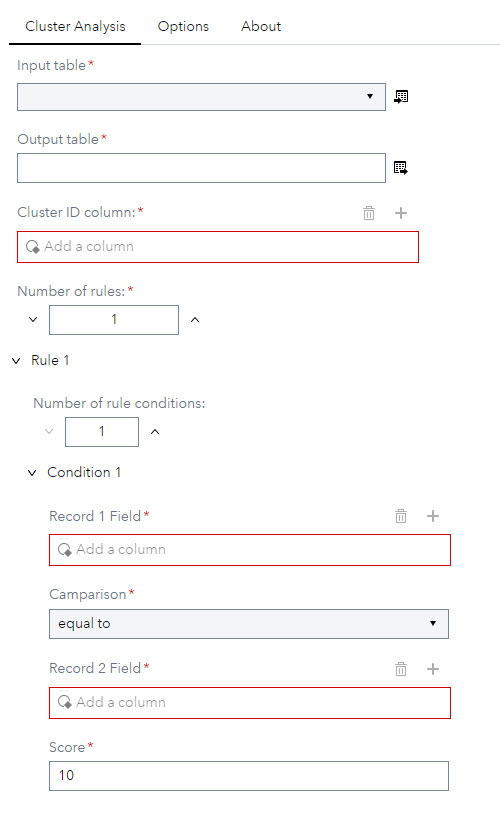 Cluster Analysis Options About
Input table*
Output table*
Cluster ID column:*
Add a column
Number of rules:*
1
Rule 1
Number of rule conditions:
1
Condition 1
Record 1 Field*
Add a column
Camparison*
equal to
Record 2 Field*
Add a column
Score*
10